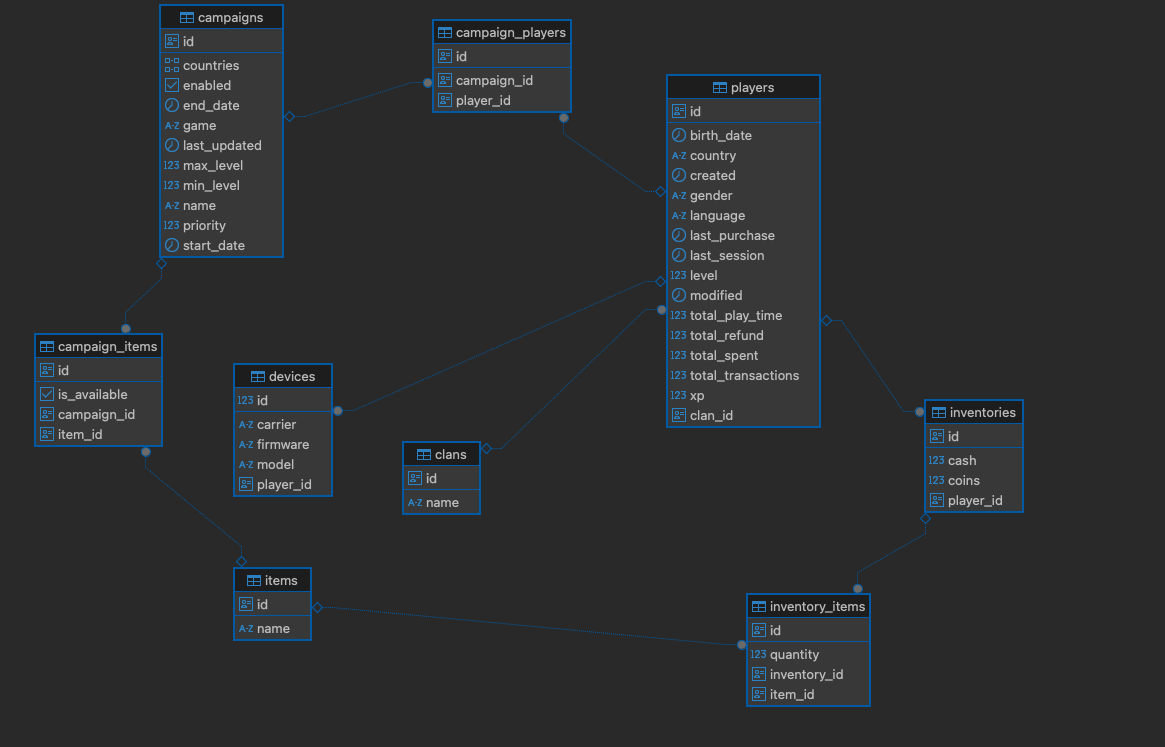 campaigns
id
countries
enabled
end_date
A-Z game
last_updated
123 max_level
123 min_level
A-Z name
123 priority
start_date
campaign_players
id
campaign_id
player_id
players
id
birth_date
A-Z country
created
A-Z gender
A-Z language
last_purchase
last_session
123 level
modified
123 total_play_time
123 total_refund
123 total_spent
123 total_transactions
123 xp
clan_id
campaign_items
id
is_available
campaign_id
item_id
devices
123 id
A-Z carrier
A-Z firmware
A-Z model
player_id
clans
id
A-Z name
inventories
id
123 cash
123 coins
player_id
items
id
A-Z name
inventory_items
id
123 quantity
inventory_id
item_id